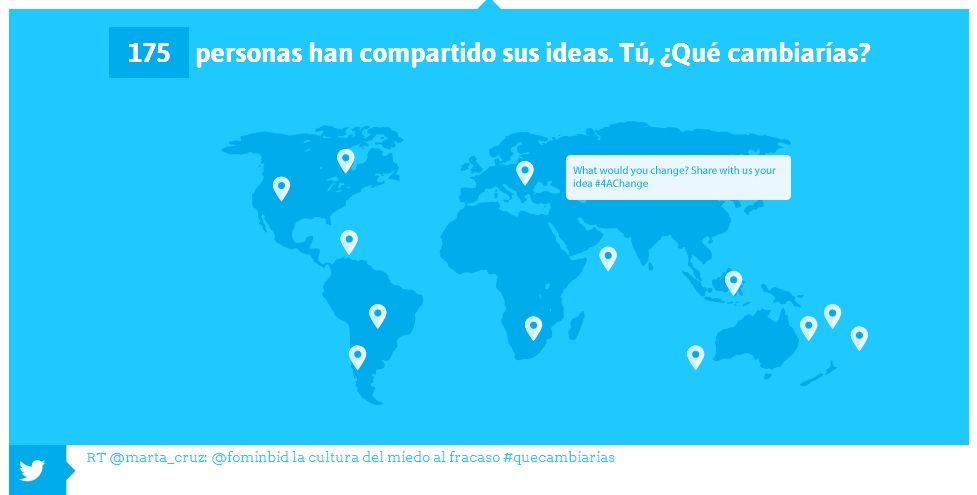 175 personas han compartido sus ideas. Tú, ¿Qué cambiarías?
What would you change? Share with us your
idea #4AChange
RT @marta_cruz: @fominbid la cultura del miedo al fracaso #quecambiarias